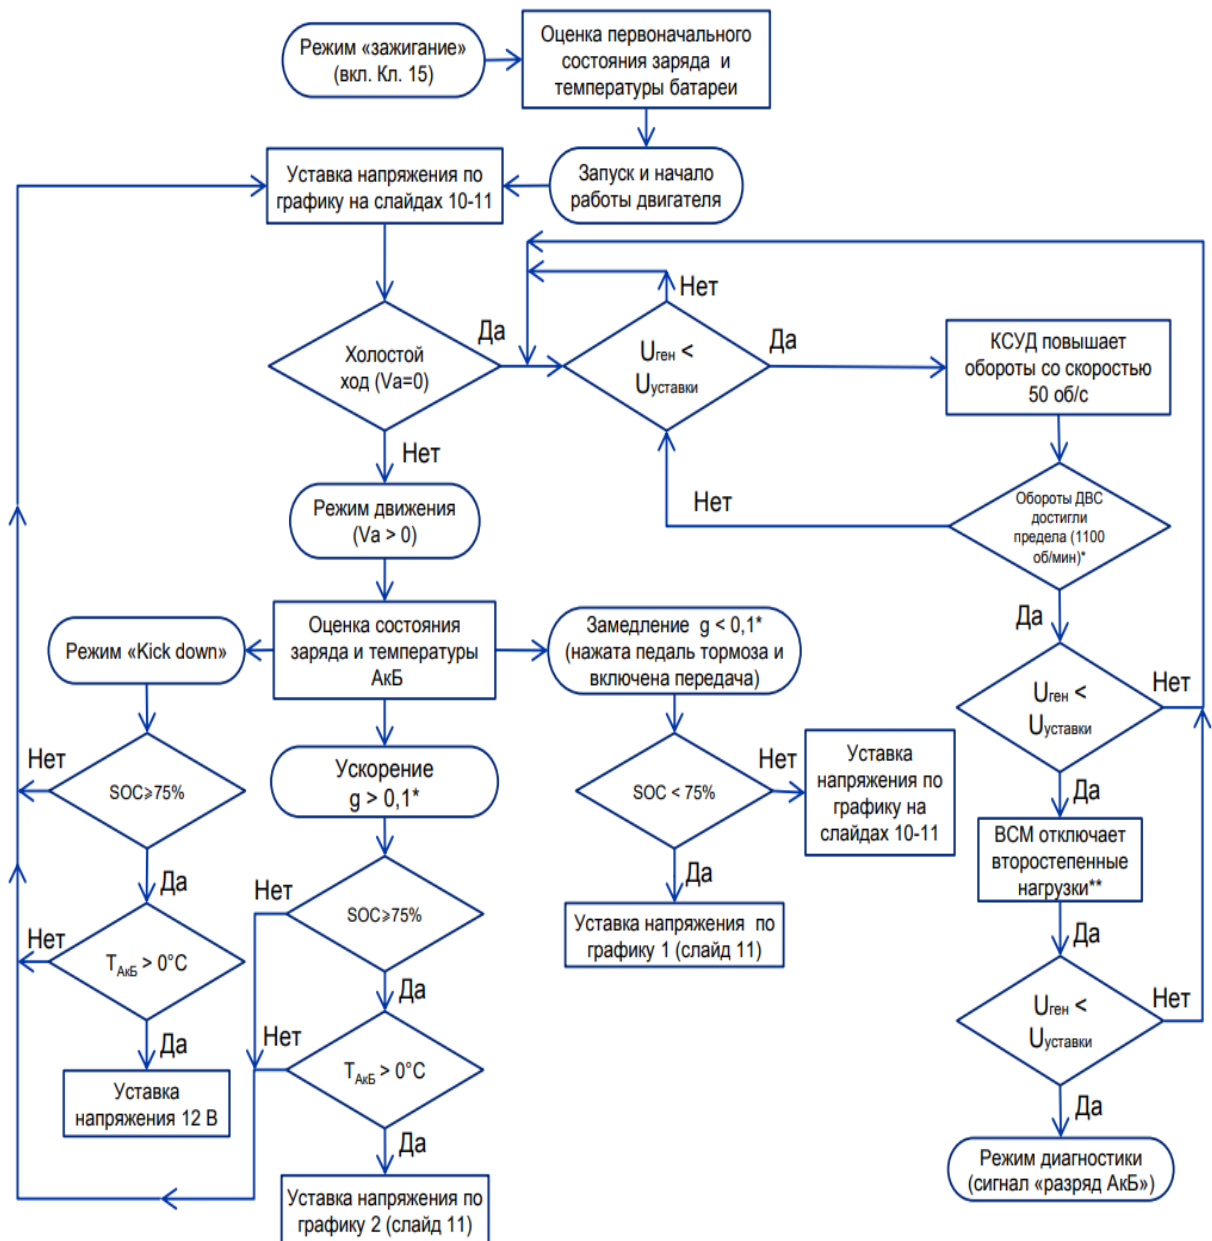 Режим «зажигание»
(вкл. Кл. 15)
Оценка первоначального
состояния заряда и
температуры батареи
Уставка напряжения по
графику на слайдах 10-11
Запуск и начало
работы двигателя
Холостой
ход (Va=0)
Да
Нет
Uген <
Uуставки
Нет
Да
КСУД повышает
обороты со скоростью
50 об/с
Обороты ДВС
достигли
предела (1100
об/мин)*
Нет
Да
Режим движения
(Va > 0)
Оценка состояния
заряда и температуры
АкБ
Режим «Kick down»
Замедление g < 0,1*
(нажата педаль тормоза и
включена передача)
Uген <
Uуставки
Нет
Да
SOC⩾75%
Нет
Да
Ускорение
g > 0,1*
SOC < 75%
Нет
Да
Уставка
напряжения по
графику на
слайдах 10-11
ВСМ отключает
второстепенные
нагрузки**
Да
SOC⩾75%
Нет
Да
Уставка напряжения по
графику 1 (слайд 11)
TАкБ > 0°C
Нет
Да
Uген <
Uуставки
Нет
Да
TАкБ > 0°C
Нет
Да
Уставка
напряжения 12 В
Уставка напряжения по
графику 2 (слайд 11)
Режим диагностики
(сигнал «разряд АкБ»)